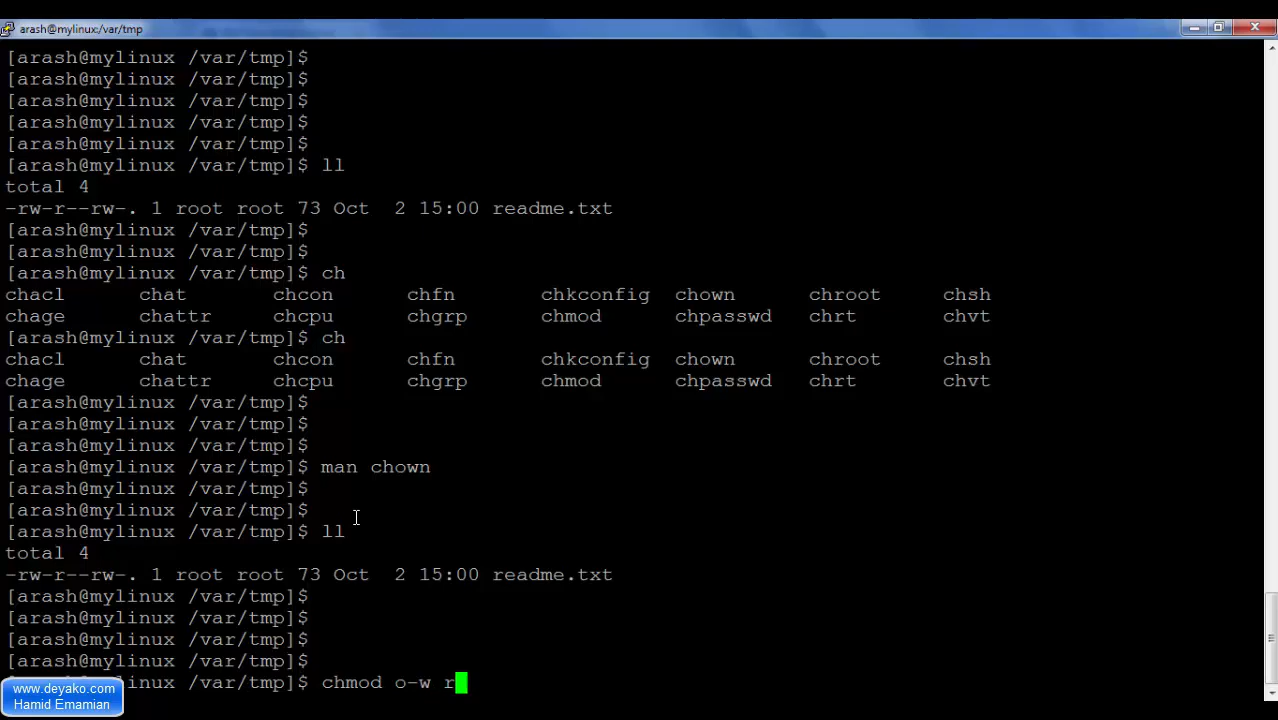 arash@mylinux:/var/tmp
[arash@mylinux /var/tmp]$
[arash@mylinux /var/tmp]$
[arash@mylinux /var/tmp]$
[arash@mylinux /var/tmp]$
[arash@mylinux /var/tmp]$
[arash@mylinux /var/tmp]$ ll
total 4
-rw-r--rw-. 1 root root 73 Oct  2 15:00 readme.txt
[arash@mylinux /var/tmp]$
[arash@mylinux /var/tmp]$
[arash@mylinux /var/tmp]$ ch
chacl chat chcon chfn chkconfig chown chroot chsh
chage chattr chcpu chgrp chmod chpasswd chrt chvt
[arash@mylinux /var/tmp]$ ch
chacl chat chcon chfn chkconfig chown chroot chsh
chage chattr chcpu chgrp chmod chpasswd chrt chvt
[arash@mylinux /var/tmp]$
[arash@mylinux /var/tmp]$
[arash@mylinux /var/tmp]$
[arash@mylinux /var/tmp]$ man chown
[arash@mylinux /var/tmp]$
[arash@mylinux /var/tmp]$
[arash@mylinux /var/tmp]$ ll
total 4
-rw-r--rw-. 1 root root 73 Oct  2 15:00 readme.txt
[arash@mylinux /var/tmp]$
[arash@mylinux /var/tmp]$
[arash@mylinux /var/tmp]$
[arash@mylinux /var/tmp]$
mylinux /var/tmp]$ chmod o-w r
www.deyako.com
Hamid Emamian